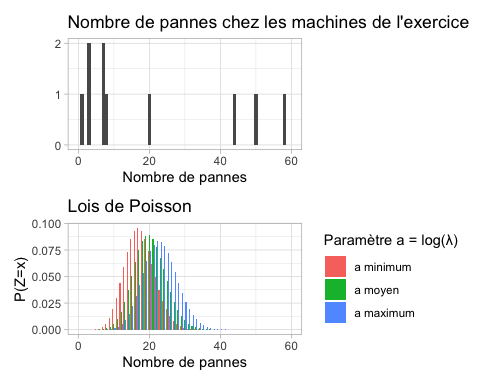 Nombre de pannes chez les machines de l'exercice
2
1
0
0 20 40 60
Nombre de pannes
Lois de Poisson
P(Z=x)
0.100
0.075
0.050
0.025
0.000
0 20 40 60
Nombre de pannes
Paramètre a = log(λ)
a minimum
a moyen
a maximum